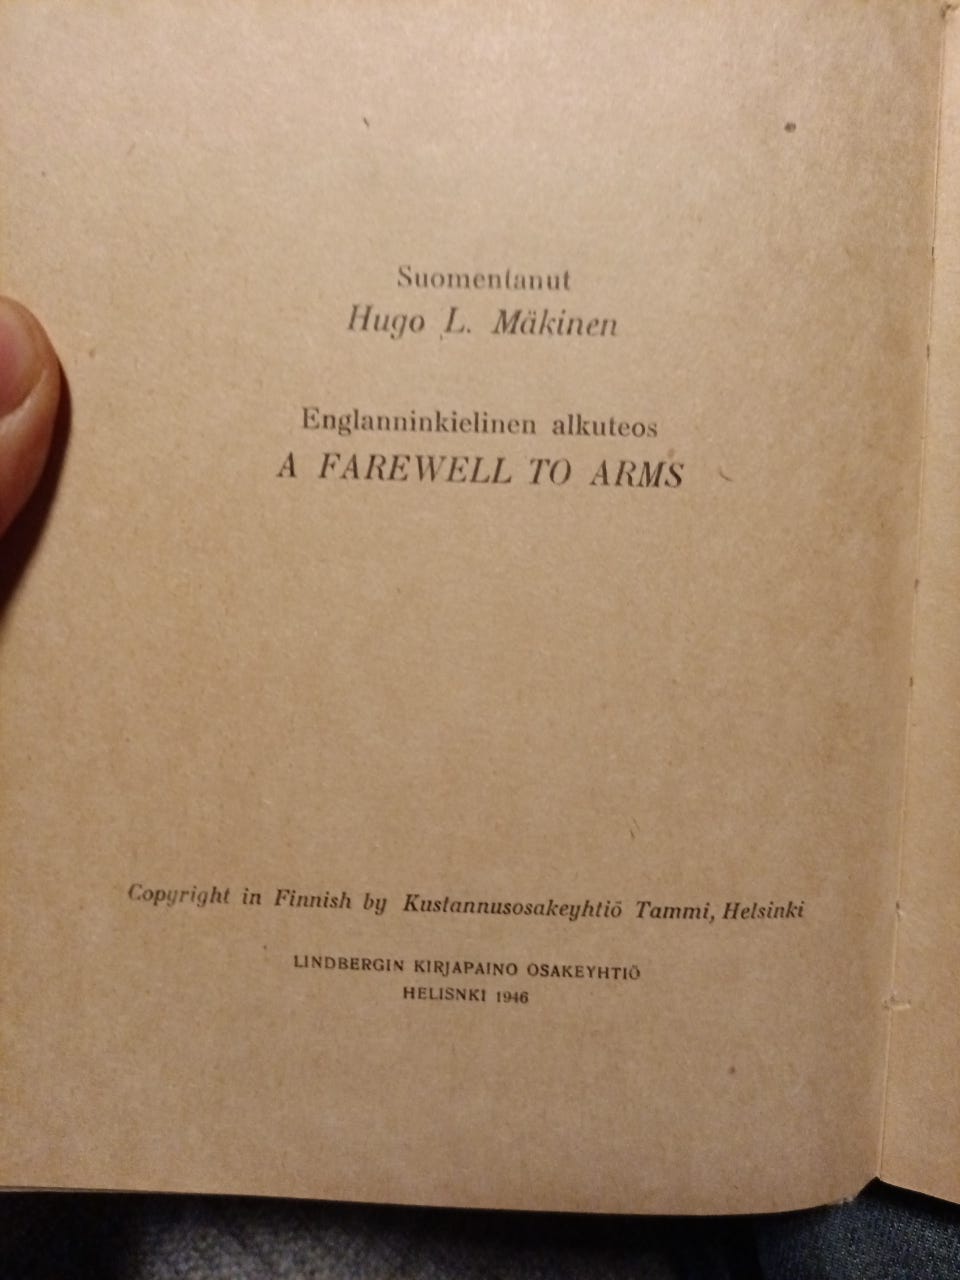 Suomentanut
Hugo L. Mäkinen
Englanninkielinen alkuteos
A FAREWELL TO ARMS
Copyright in Finnish by Kustannusosakeyhtiö Tammi, Helsinki
LINDBERGIN KIRJAPAINO OSAKEYHTIÖ
HELISNKI 1946